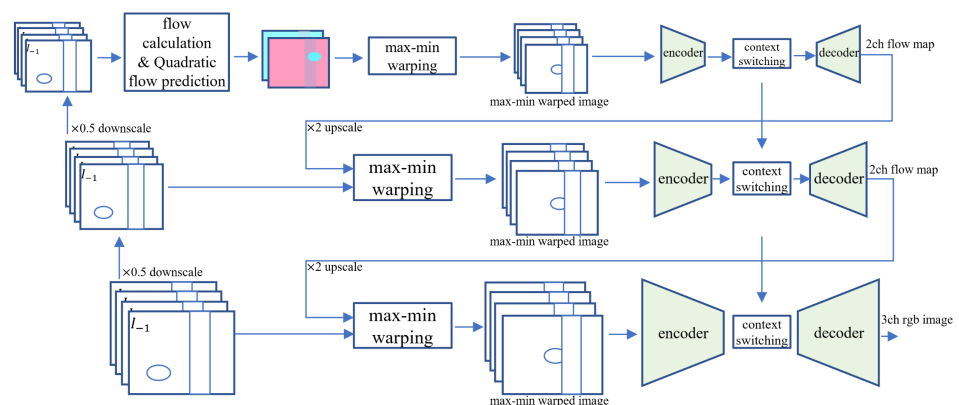 I₋₁
flow
calculation
& Quadratic
flow prediction
max-min
warping
max-min warped image
encoder
context
switching
decoder
2ch flow map
×0.5 downscale
×2 upscale
I₋₁
max-min
warping
max-min warped image
encoder
context
switching
decoder
2ch flow map
×0.5 downscale
×2 upscale
I₋₁
max-min
warping
max-min warped image
encoder
context
switching
decoder
3ch rgb image